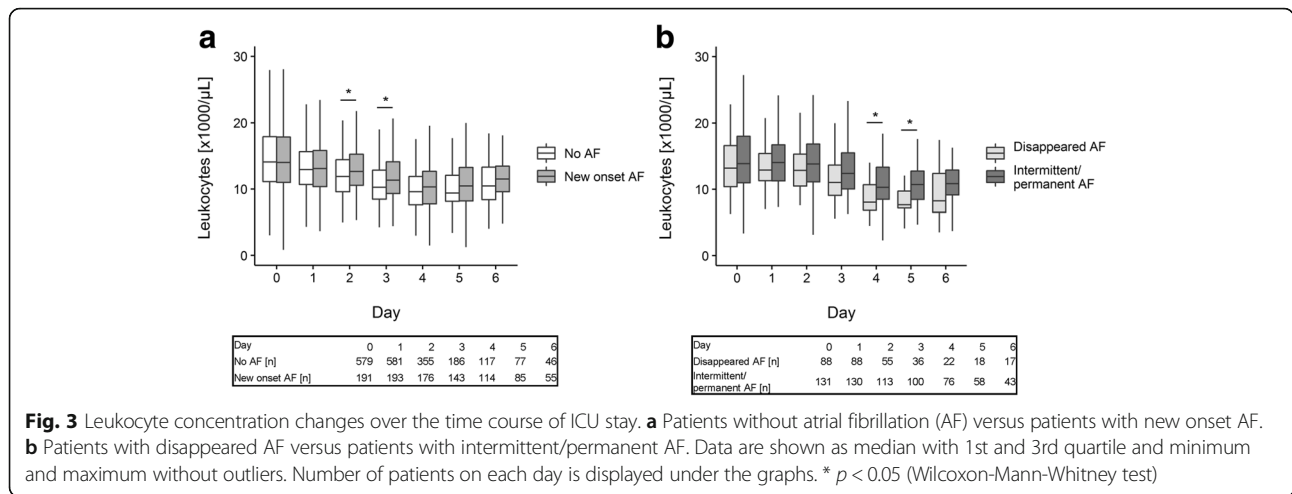 a
b
30
20
10
0
Leukocytes [x1000/µL]
*
*
No AF
New onset AF
0 1 2 3 4 5 6
Day
30
20
10
0
Leukocytes [x1000/µL]
*
*
Disappeared AF
Intermittent/
permanent AF
0 1 2 3 4 5 6
Day
Day 0 1 2 3 4 5 6
No AF [n] 579 581 355 186 117 77 46
New onset AF [n] 191 193 176 143 114 85 55
Day 0 1 2 3 4 5 6
Disappeared AF [n] 88 88 55 36 22 18 17
Intermittent/
permanent AF [n] 131 130 113 100 76 58 43
Fig. 3 Leukocyte concentration changes over the time course of ICU stay. a Patients without atrial fibrillation (AF) versus patients with new onset AF.
b Patients with disappeared AF versus patients with intermittent/permanent AF. Data are shown as median with 1st and 3rd quartile and minimum
and maximum without outliers. Number of patients on each day is displayed under the graphs. * p < 0.05 (Wilcoxon-Mann-Whitney test)